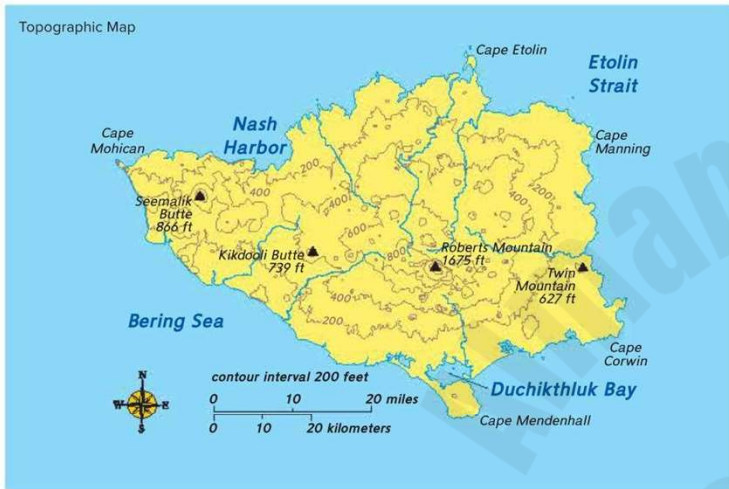 Topographic Map
Cape Etolin
Etolin
Strait
Nash
Harbor
Cape
Mohican
Cape
Manning
200
400
400
200
400
600
800
Seemalik
Butte
866 ft
Kikdooli Butte
739 ft
Roberts Mountain
1675 ft
Twin
Mountain
627 ft
400
200
Bering Sea
Cape
Corwin
Duchikthluk Bay
Cape Mendenhall
N
W E
S
contour interval 200 feet
0 10 20 miles
0 10 20 kilometers